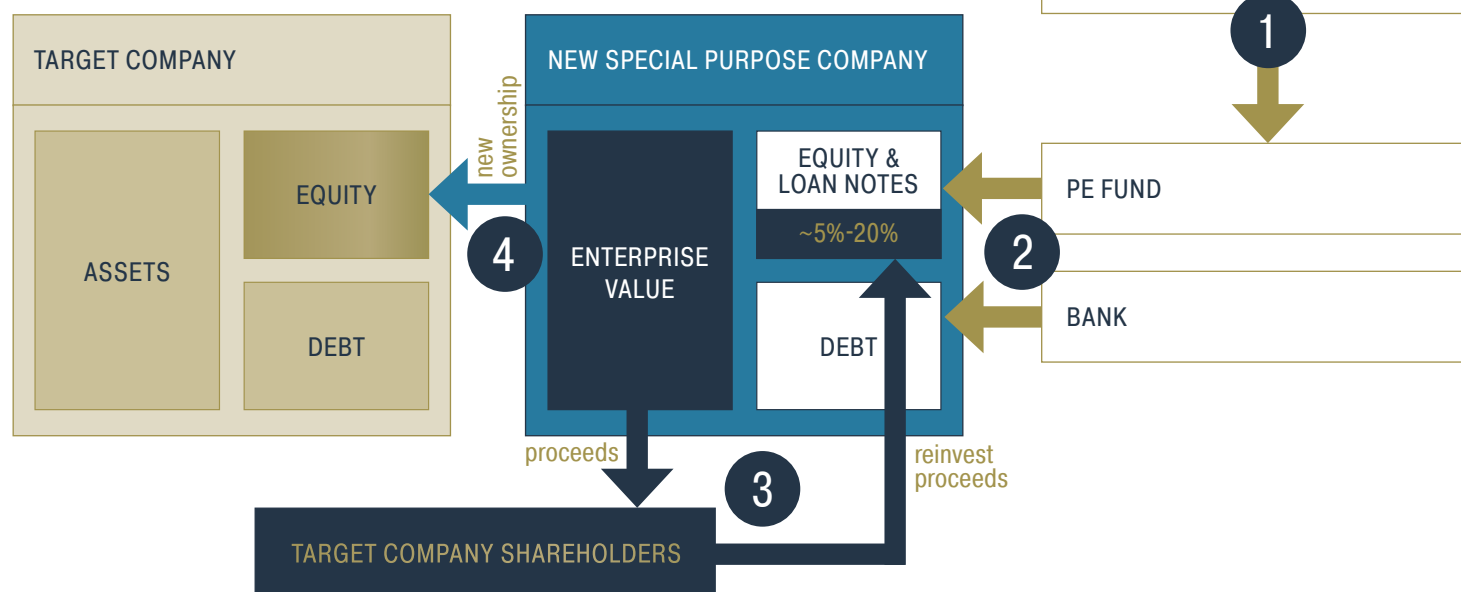 1
TARGET COMPANY
NEW SPECIAL PURPOSE COMPANY
new
ownership
EQUITY &
LOAN NOTES
~5%-20%
PE FUND
EQUITY
ASSETS
4
ENTERPRISE
VALUE
2
BANK
DEBT
DEBT
proceeds
reinvest
proceeds
3
TARGET COMPANY SHAREHOLDERS